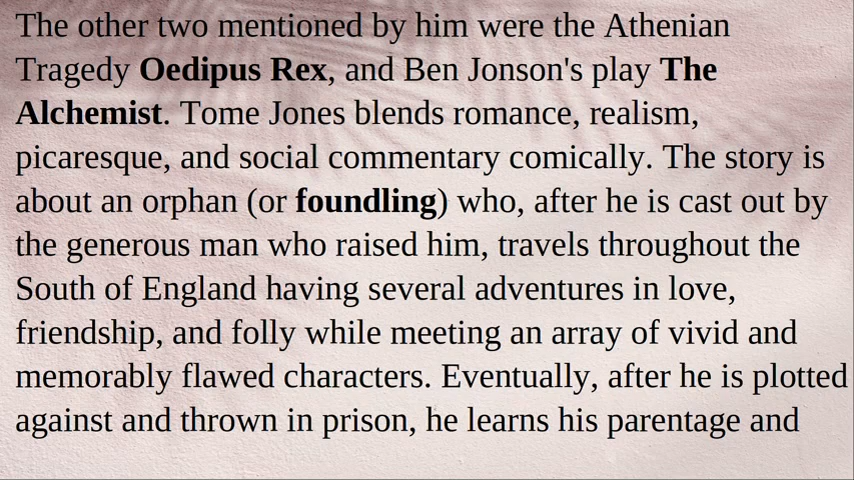 The other two mentioned by him were the Athenian
Tragedy Oedipus Rex, and Ben Jonson's play The
Alchemist. Tome Jones blends romance, realism,
picaresque, and social commentary comically. The story is
about an orphan (or foundling) who, after he is cast out by
the generous man who raised him, travels throughout the
South of England having several adventures in love,
friendship, and folly while meeting an array of vivid and
memorably flawed characters. Eventually, after he is plotted
against and thrown in prison, he learns his parentage and